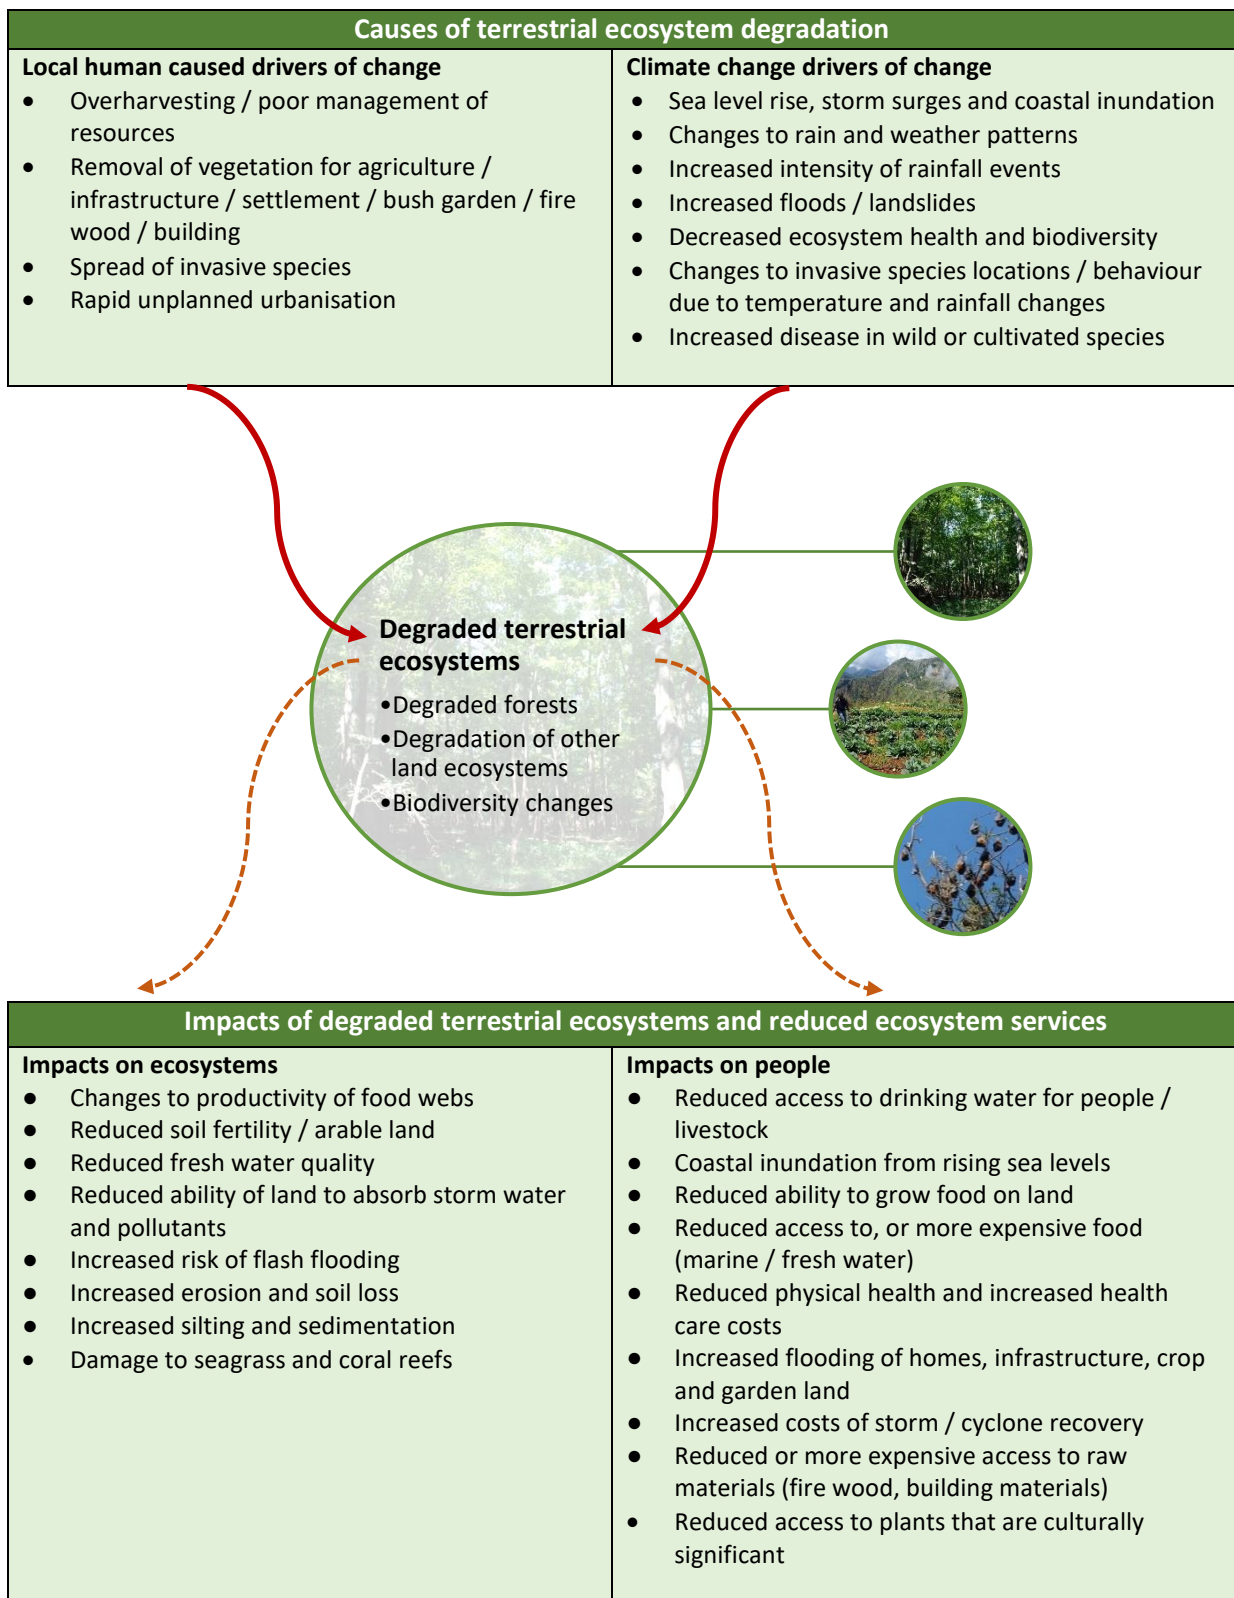 Causes of terrestrial ecosystem degradation
Local human caused drivers of change
• Overharvesting / poor management of
resources
• Removal of vegetation for agriculture /
infrastructure / settlement / bush garden / fire
wood / building
• Spread of invasive species
• Rapid unplanned urbanisation
Climate change drivers of change
• Sea level rise, storm surges and coastal inundation
• Changes to rain and weather patterns
• Increased intensity of rainfall events
• Increased floods / landslides
• Decreased ecosystem health and biodiversity
• Changes to invasive species locations / behaviour
due to temperature and rainfall changes
• Increased disease in wild or cultivated species
Degraded terrestrial
ecosystems
•Degraded forests
•Degradation of other
land ecosystems
•Biodiversity changes
Impacts of degraded terrestrial ecosystems and reduced ecosystem services
Impacts on ecosystems
● Changes to productivity of food webs
● Reduced soil fertility / arable land
● Reduced fresh water quality
● Reduced ability of land to absorb storm water
and pollutants
● Increased risk of flash flooding
● Increased erosion and soil loss
● Increased silting and sedimentation
• Damage to seagrass and coral reefs
Impacts on people
● Reduced access to drinking water for people /
livestock
● Coastal inundation from rising sea levels
● Reduced ability to grow food on land
● Reduced access to, or more expensive food
(marine / fresh water)
● Reduced physical health and increased health
care costs
● Increased flooding of homes, infrastructure, crop
and garden land
● Increased costs of storm / cyclone recovery
● Reduced or more expensive access to raw
materials (fire wood, building materials)
• Reduced access to plants that are culturally
significant